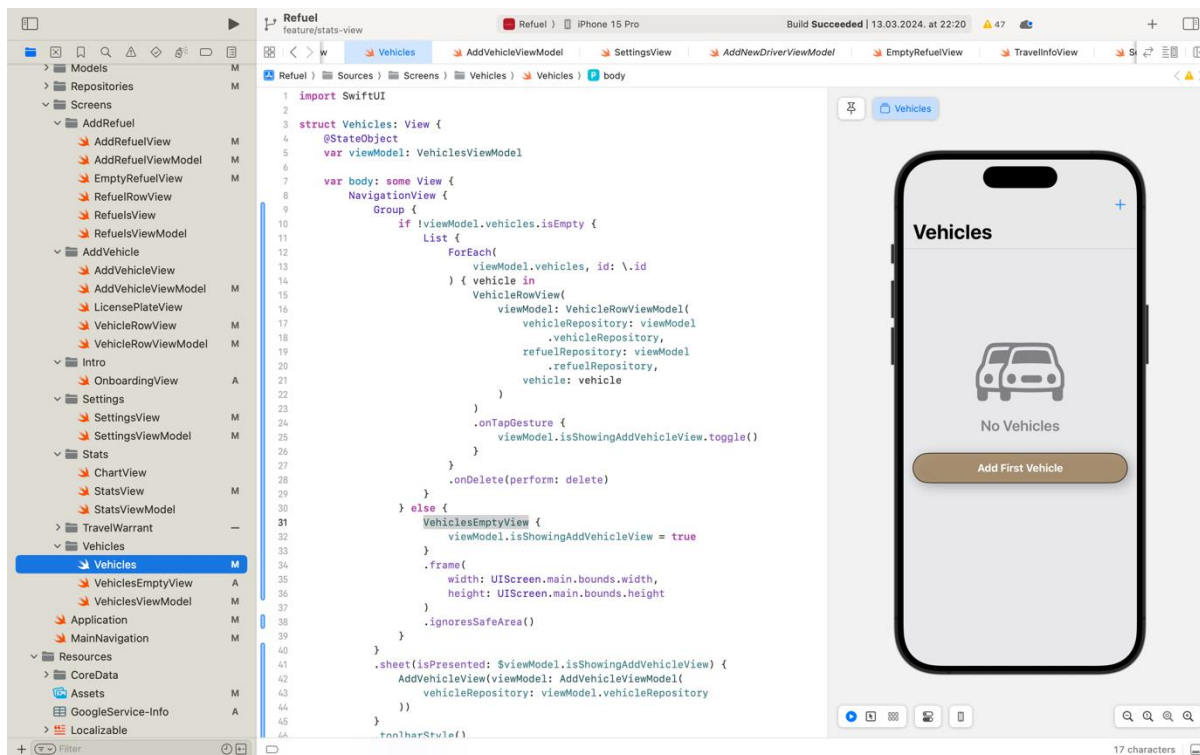 Refuel
feature/stats-view
Refuel
iPhone 15 Pro
Build Succeeded | 13.03.2024. at 22:20
47
Vehicles
AddVehicleViewModel
SettingsView
AddNewDriverViewModel
EmptyRefuelView
TravelInfoView
Refuel
Sources
Screens
Vehicles
Vehicles
P body
Models M
Repositories M
Screens
AddRefuel
AddRefuelView M
AddRefuelViewModel M
EmptyRefuelView M
RefuelRowView
RefuelsView
RefuelsViewModel
AddVehicle
AddVehicleView
AddVehicleViewModel M
LicensePlateView
VehicleRowView M
VehicleRowViewModel M
Intro
OnboardingView A
Settings
SettingsView M
SettingsViewModel M
Stats
ChartView
StatsView M
StatsViewModel
TravelWarrant
Vehicles
Vehicles M
VehiclesEmptyView A
VehiclesViewModel M
Application M
MainNavigation M
Resources
CoreData
Assets M
GoogleService-Info A
Localizable
Filter
1 import SwiftUI
2
3 struct Vehicles: View {
4 @StateObject
5 var viewModel: VehiclesViewModel
6
7 var body: some View {
8 NavigationView {
9 Group {
10 if !viewModel.vehicles.isEmpty {
11 List {
12 ForEach(
13 viewModel.vehicles, id: \.id
14 ) { vehicle in
15 VehicleRowView(
16 viewModel: VehicleRowViewModel(
17 vehicleRepository: viewModel
18 .vehicleRepository,
19 refuelRepository: viewModel
20 .refuelRepository,
21 vehicle: vehicle
22 )
23 )
24 .onTapGesture {
25 viewModel.isShowingAddVehicleView.toggle()
26 }
27 }
28 .onDelete(perform: delete)
29 }
30 } else {
31 VehiclesEmptyView {
32 viewModel.isShowingAddVehicleView = true
33 }
34 .frame(
35 width: UIScreen.main.bounds.width,
36 height: UIScreen.main.bounds.height
37 )
38 .ignoresSafeArea()
39 }
40 }
41 .sheet(isPresented: $viewModel.isShowingAddVehicleView) {
42 AddVehicleView(viewModel: AddVehicleViewModel(
43 vehicleRepository: viewModel.vehicleRepository
44 ))
45 }
46 .toolbarStyle()
Vehicles
Vehicles
No Vehicles
Add First Vehicle
17 characters